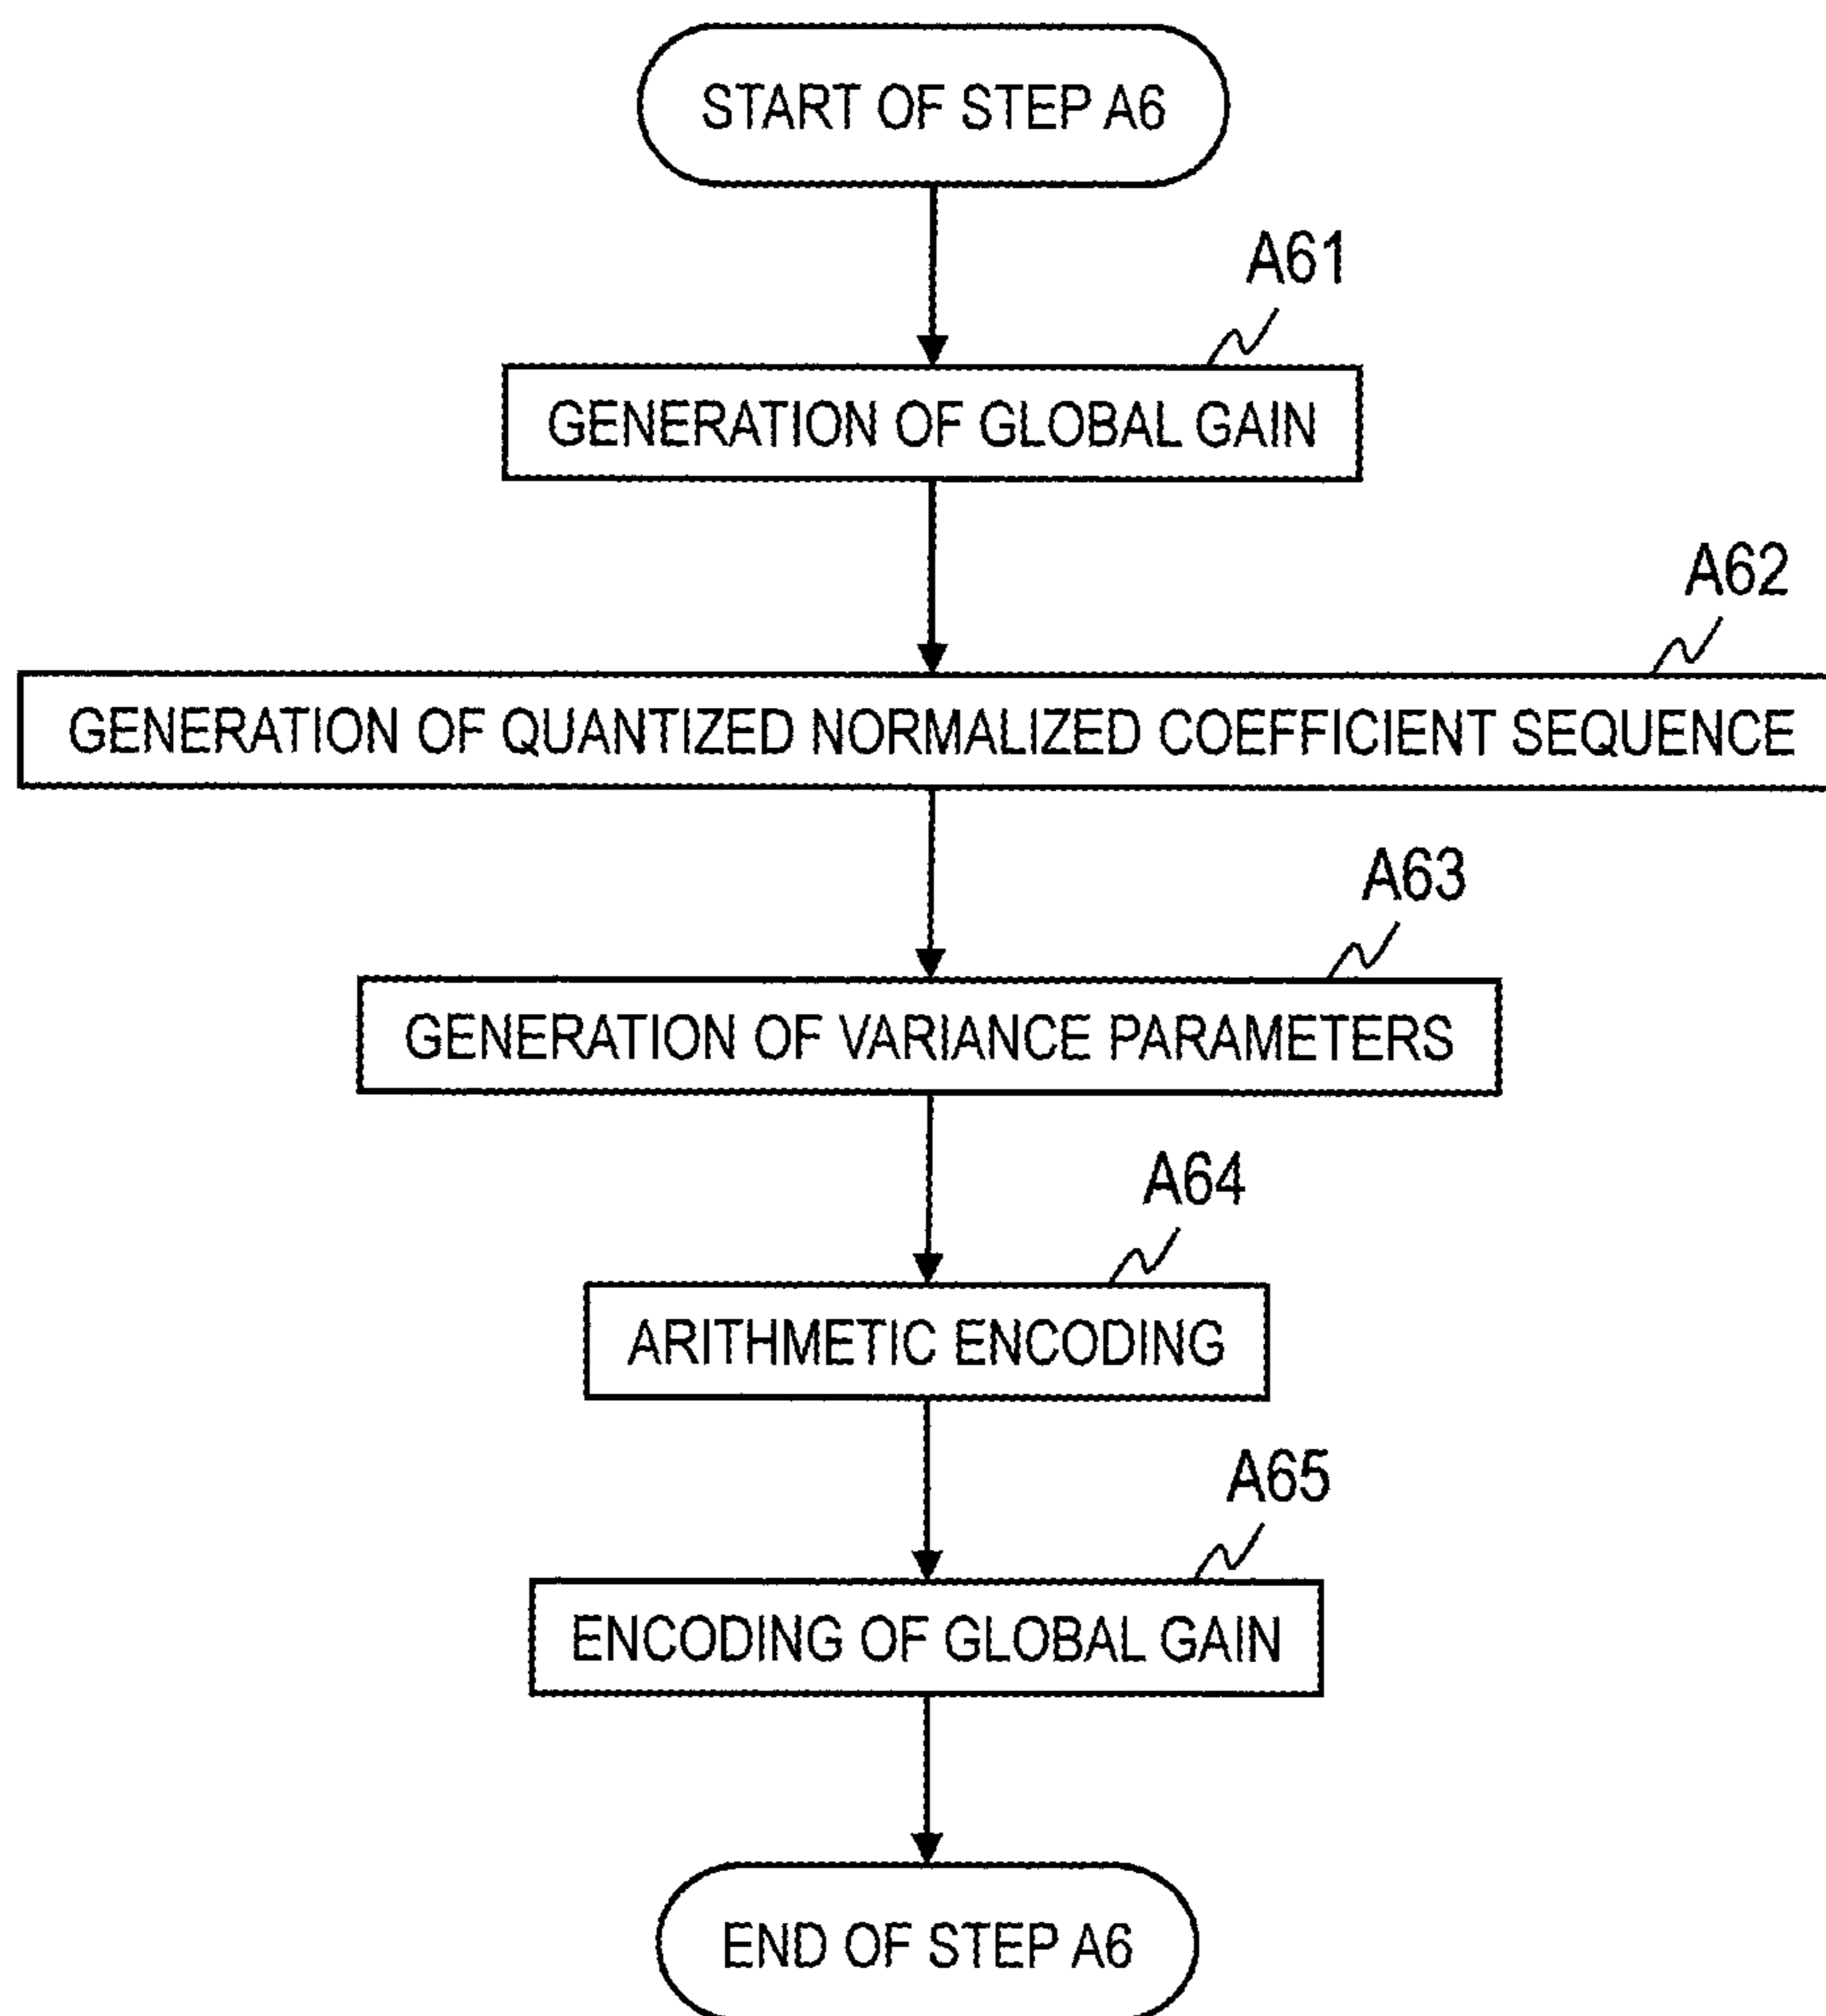 START OF STEP A6
A61
GENERATION OF GLOBAL GAIN
A62
GENERATION OF QUANTIZED NORMALIZED COEFFICIENT SEQUENCE
A63
GENERATION OF VARIANCE PARAMETERS
A64
ARITHMETIC ENCODING
A65
ENCODING OF GLOBAL GAIN
END OF STEP A6